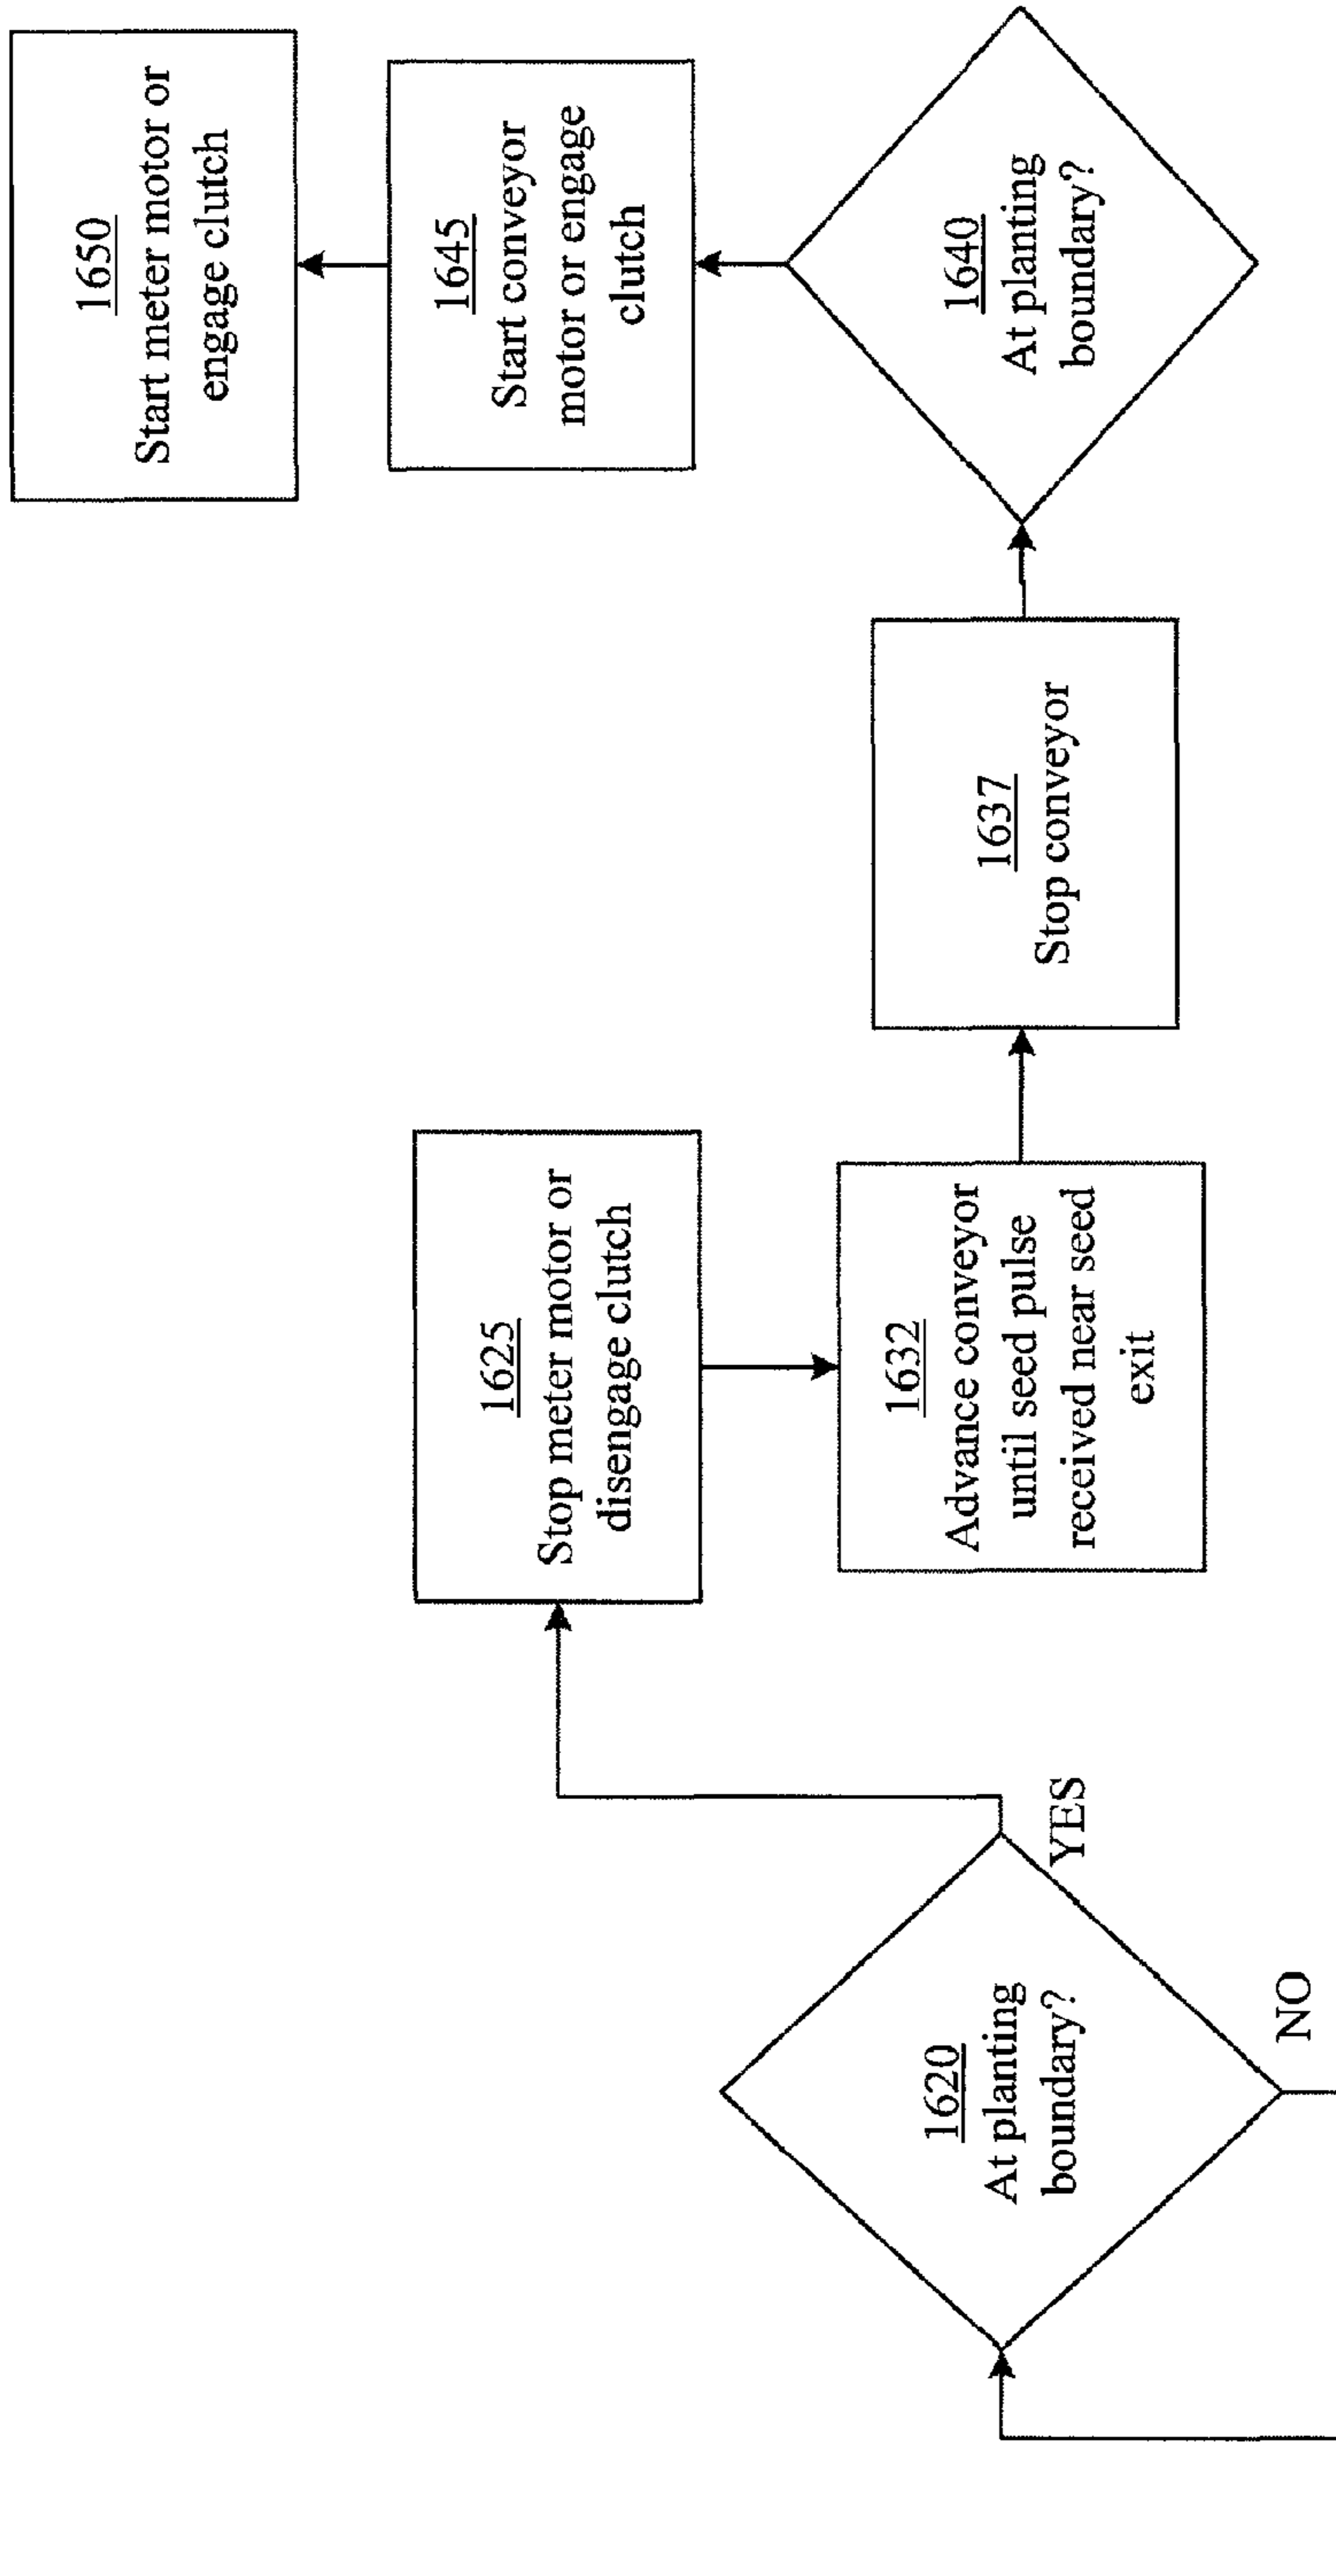 1620
At planting
boundary?
YES
NO
1625
Stop meter motor or
disengage clutch
1632
Advance conveyor
until seed pulse
received near seed
exit
1637
Stop conveyor
1640
At planting
boundary?
1645
Start conveyor
motor or engage
clutch
1650
Start meter motor or
engage clutch